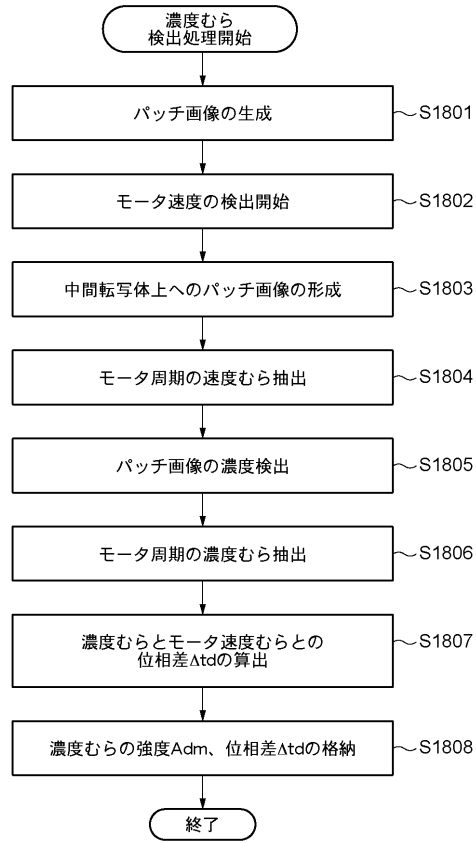 濃度むら
検出処理開始
パッチ画像の生成
S1801
モータ速度の検出開始
S1802
中間転写体上へのパッチ画像の形成
S1803
モータ周期の速度むら抽出
S1804
パッチ画像の濃度検出
S1805
モータ周期の濃度むら抽出
S1806
濃度むらとモータ速度むらとの
位相差Δtdの算出
S1807
濃度むらの強度Adm、位相差Δtdの格納
S1808
終了